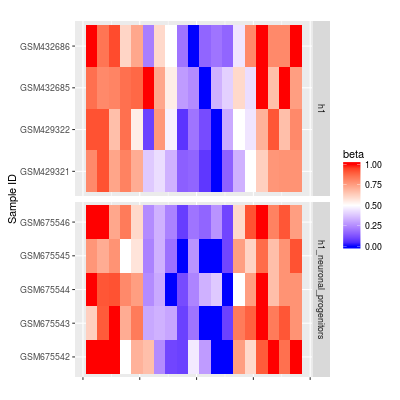 Sample ID
GSM432686
GSM432685
GSM429322
GSM429321
h1
GSM675546
GSM675545
GSM675544
GSM675543
GSM675542
h1_neuronal_progenitors
beta
1.00
0.75
0.50
0.25
0.00